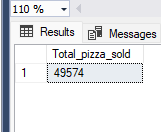 110 %
Results Messages
Total_pizza_sold
1 49574